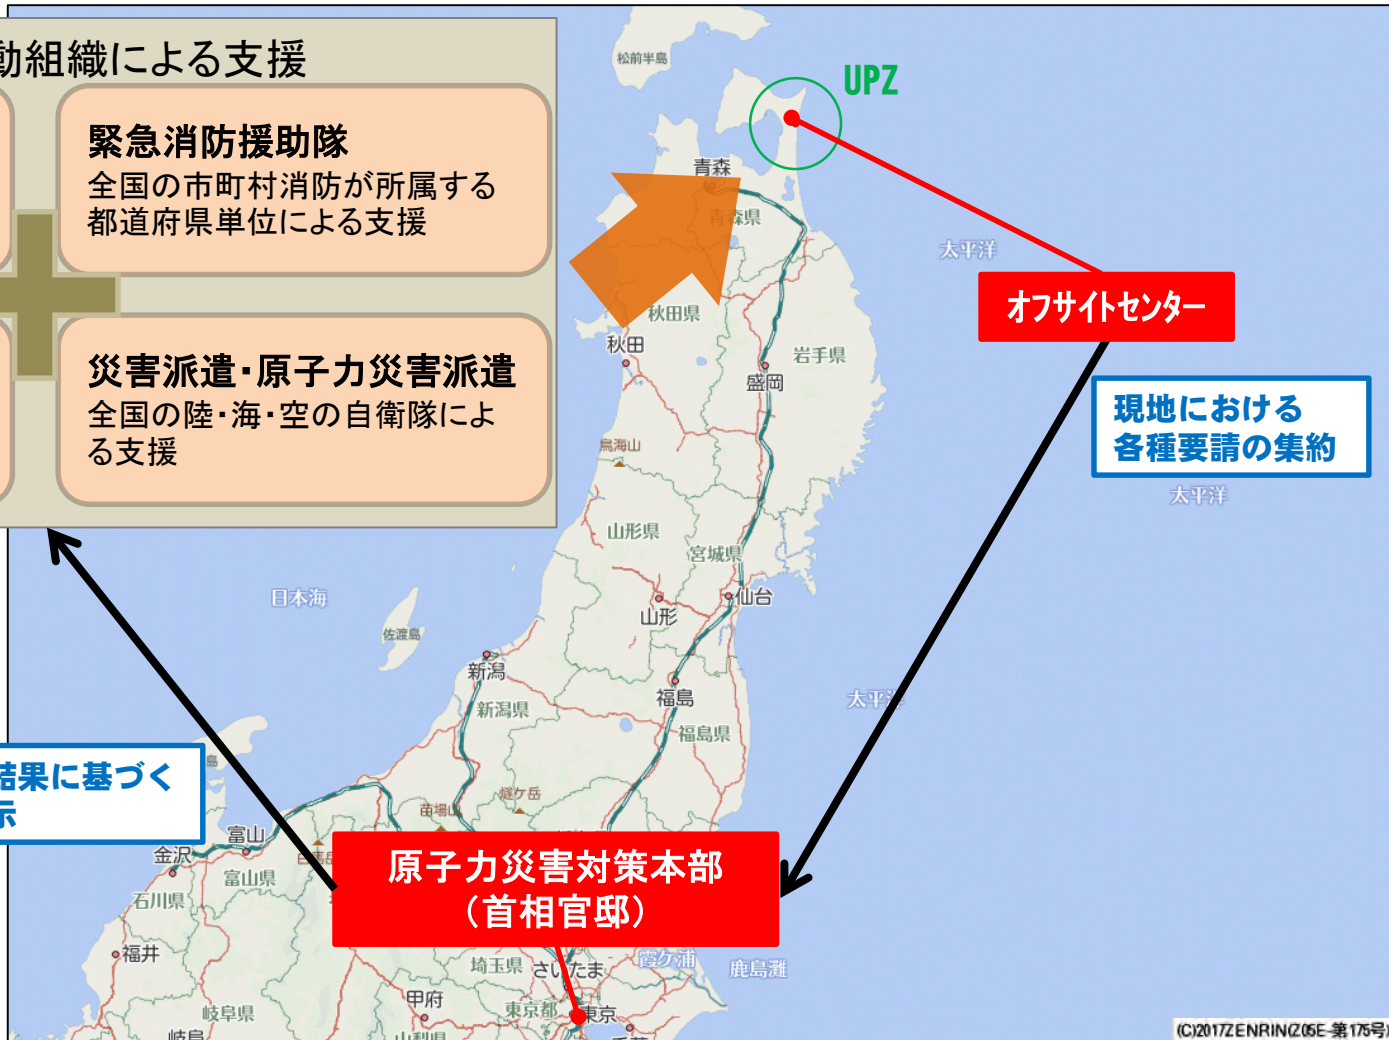 動組織による支援
緊急消防援助隊
全国の市町村消防が所属する
都道府県単位による支援
災害派遣・原子力災害派遣
全国の陸・海・空の自衛隊によ
る支援
松前半島
UPZ
青森
青森県
太平洋
オフサイトセンター
秋田県
秋田
岩手県
盛岡
現地における
各種要請の集約
鳥海山
太平洋
山形県
宮城県
日本海
仙台
山形
佐渡島
新潟
福島
太平洋
新潟県
福島県
島
結果に基づく
示
燧ケ岳
苗場山
富山
金沢
富山県
石川県
原子力災害対策本部
（首相官邸）
福井
埼玉県
さいたま
霞ケ浦
鹿島灘
甲府
東京都
東京
岐阜県
岐阜
山梨県
千葉
(C)2017ZENRIN(Z05E-第175号)